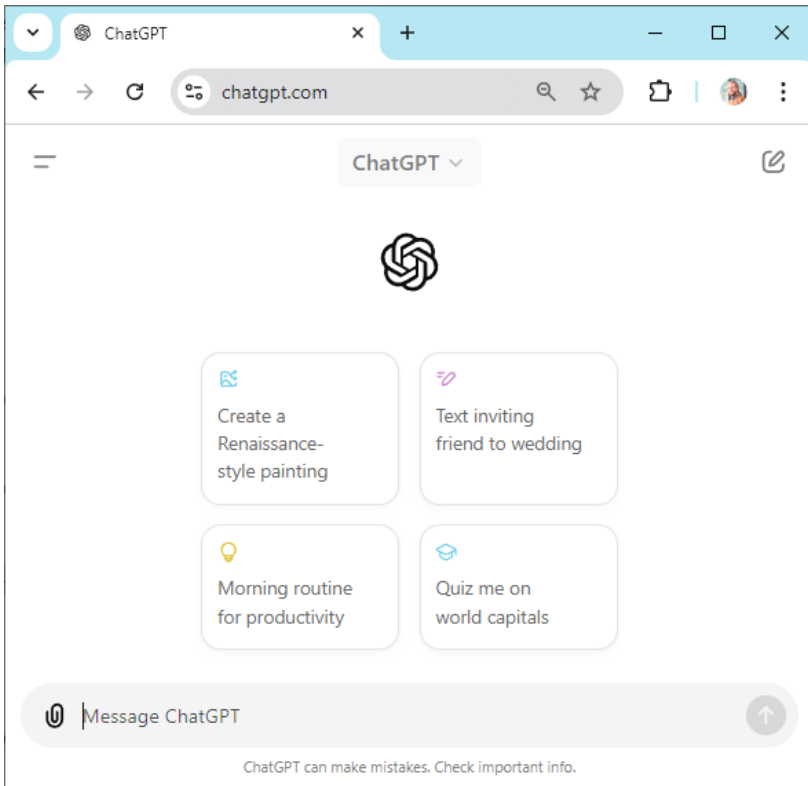 ChatGPT
chatgpt.com
ChatGPT
Create a
Renaissance-
style painting
Text inviting
friend to wedding
Morning routine
for productivity
Quiz me on
world capitals
Message ChatGPT
ChatGPT can make mistakes. Check important info.